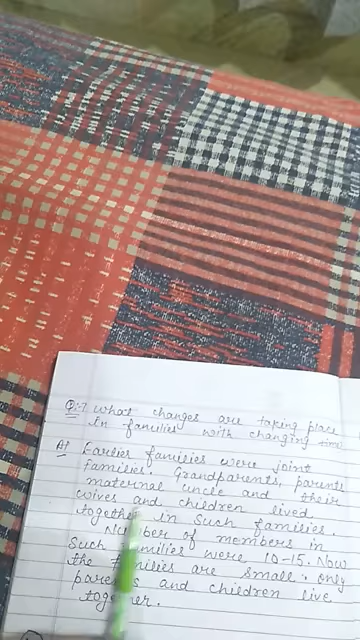 Q:-1 what changes are taking place
in families with changing time
A1 Earlier families were joint
families. Grandparents, parents
maternal uncle and their
wives and children lived
together in such families.
Number of members in
such families were 10-15. Now
the families are small. only
parents and children live
together.